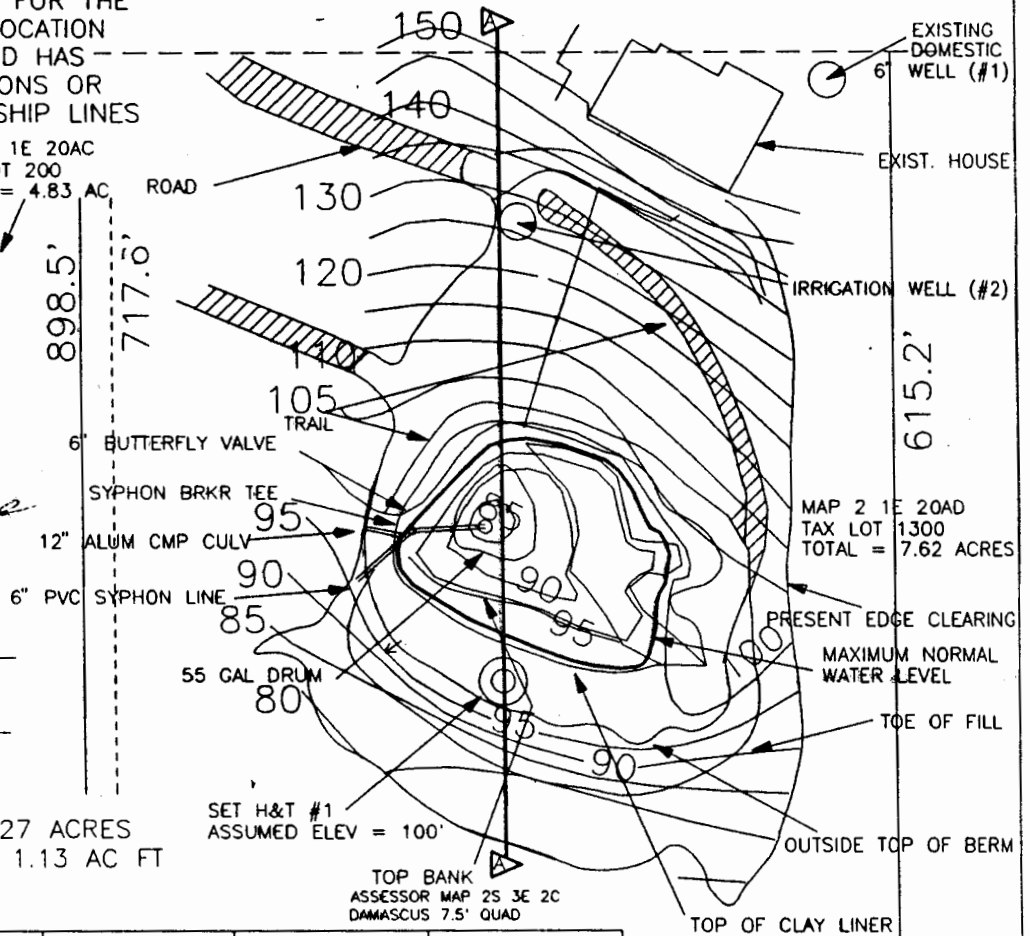 FOR THE
OCATION
D HAS
ONS OR
SHIP LINES
1E 20AC
OT 200
= 4.83 AC
898.5'
717.6'
ROAD
150
140
130
120
110
105
TRAIL
EXISTING
DOMESTIC
6" WELL (#1)
EXIST. HOUSE
IRRIGATION WELL (#2)
615.2'
6" BUTTERFLY VALVE
SYPHON BRKR TEE
95
12" ALUM CMP CULV
90
6" PVC SYPHON LINE
85
55 GAL DRUM
80
85
90
95
95
90
MAP 2 1E 20AD
TAX LOT 1300
TOTAL = 7.62 ACRES
PRESENT EDGE CLEARING
MAXIMUM NORMAL
WATER LEVEL
TOE OF FILL
OUTSIDE TOP OF BERM
TOP OF CLAY LINER
SET H&T #1
ASSUMED ELEV = 100'
27 ACRES
1.13 AC FT
TOP BANK
ASSESSOR MAP 2S 3E 2C
DAMASCUS 7.5' QUAD
A
A